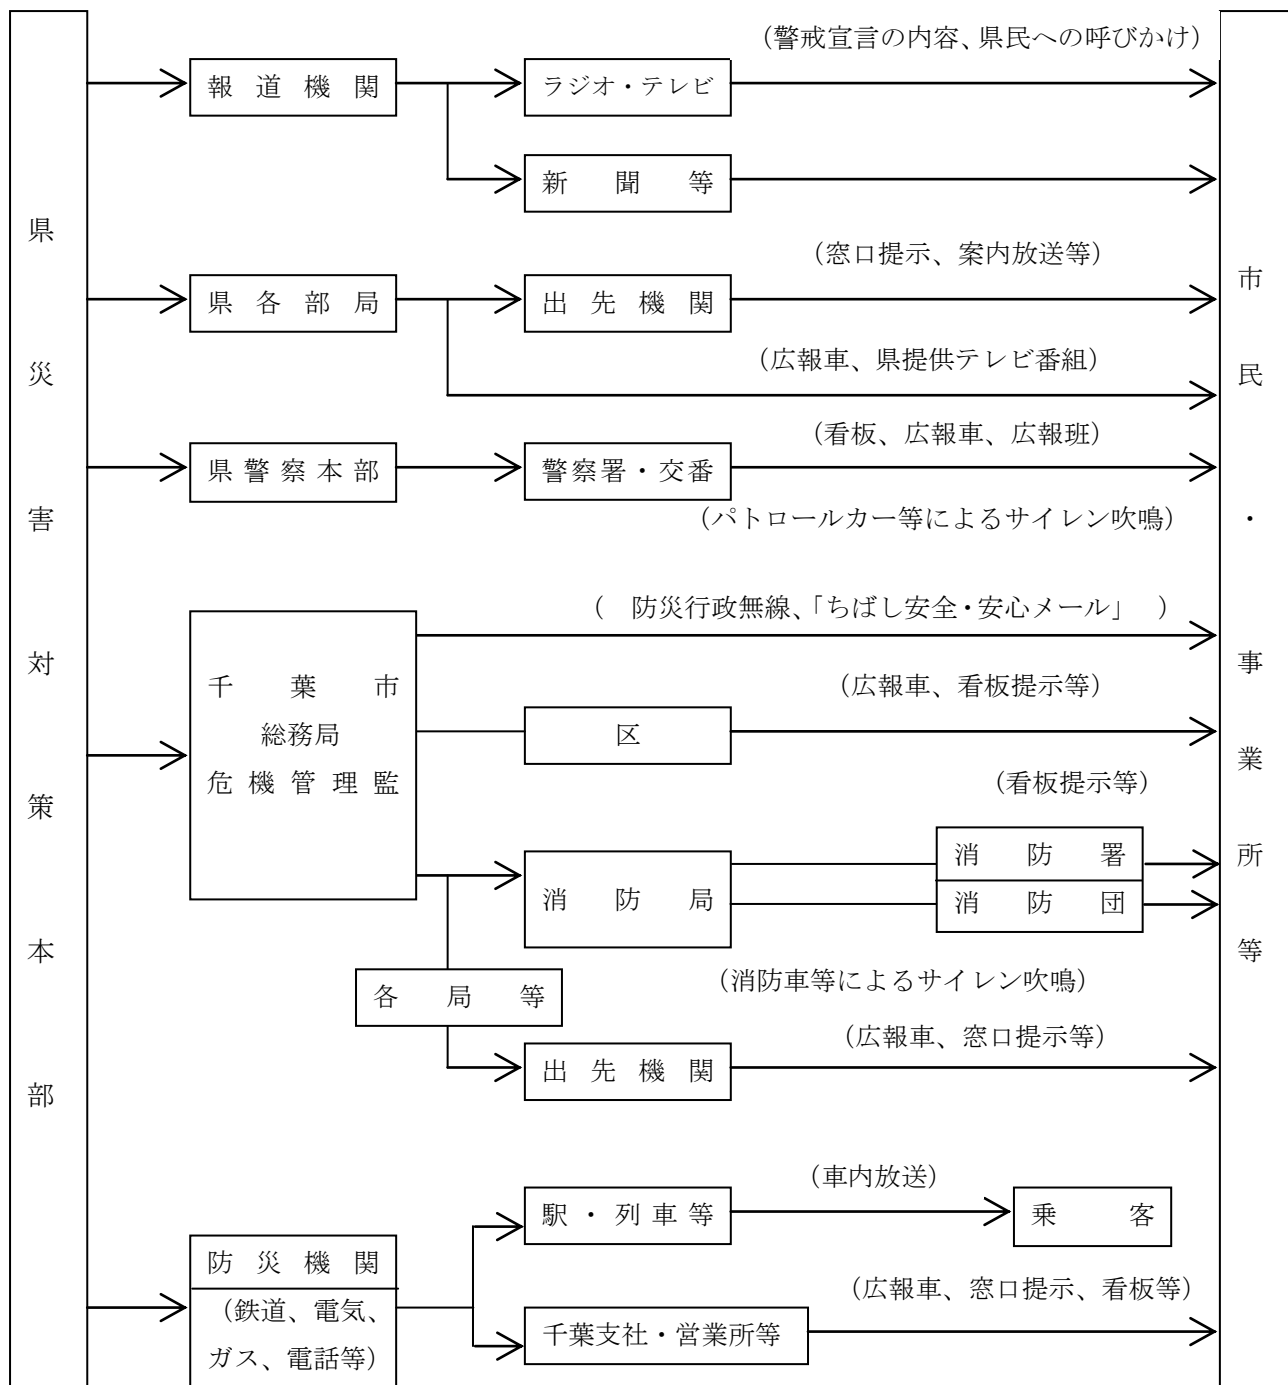 県災害対策本部
(警戒宣言の内容、県民への呼びかけ)
報道機関
ラジオ・テレビ
新聞等
(窓口提示、案内放送等)
県各部局
出先機関
(広報車、県提供テレビ番組)
(看板、広報車、広報班)
県警察本部
警察署・交番
(パトロールカー等によるサイレン吹鳴)
( 防災行政無線、「ちばし安全・安心メール」 )
千葉市
総務局
危機管理監
(広報車、看板提示等)
区
(看板提示等)
消防局
消防署
消防団
各局等
(消防車等によるサイレン吹鳴)
(広報車、窓口提示等)
出先機関
(車内放送)
駅・列車等
乗客
防災機関
(鉄道、電気、
ガス、電話等)
(広報車、窓口提示、看板等)
千葉支社・営業所等
市民・事業所等